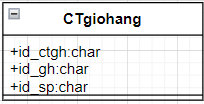 CTgiohang
+id_ctgh:char
+id_gh:char
+id_sp:char